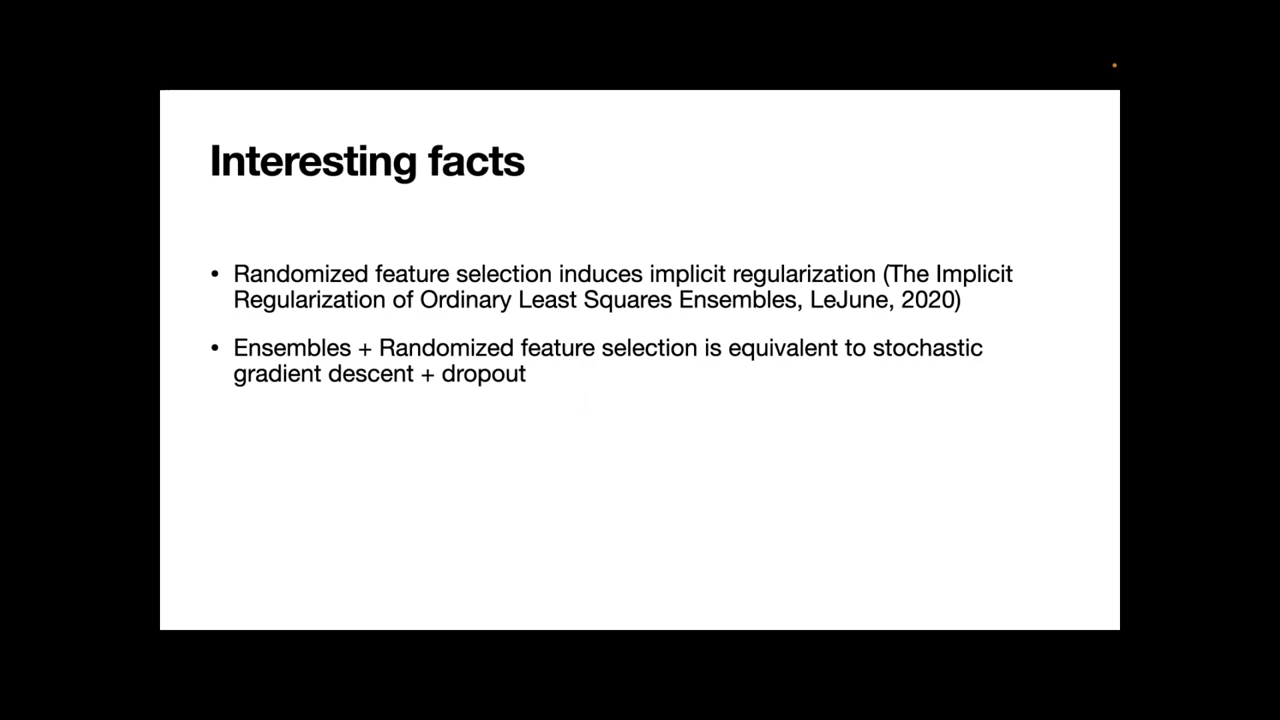 Interesting facts
• Randomized feature selection induces implicit regularization (The Implicit
Regularization of Ordinary Least Squares Ensembles, LeJune, 2020)
• Ensembles + Randomized feature selection is equivalent to stochastic
gradient descent + dropout